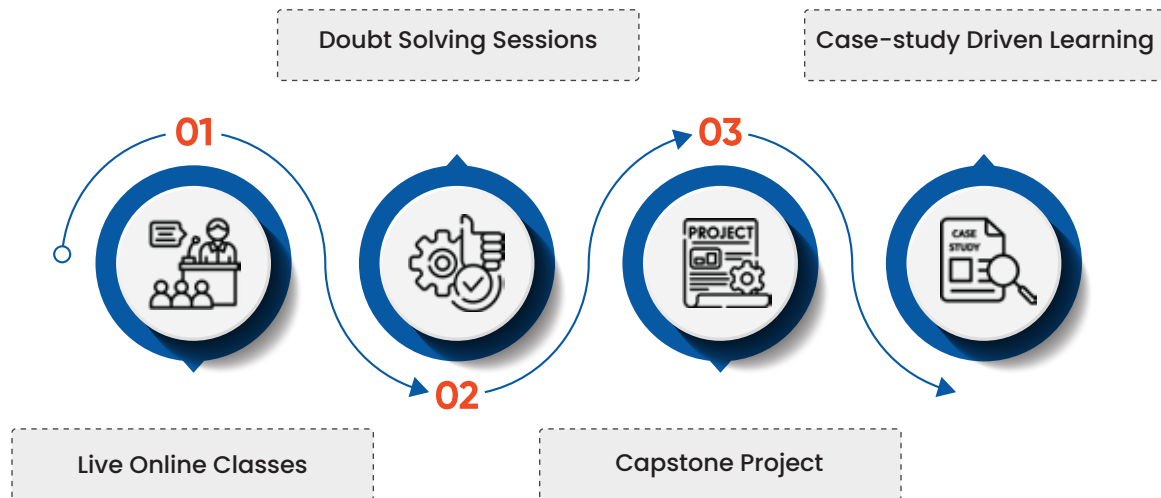 Doubt Solving Sessions
Case-study Driven Learning
01
03
PROJECT
CASE
STUDY
02
Live Online Classes
Capstone Project